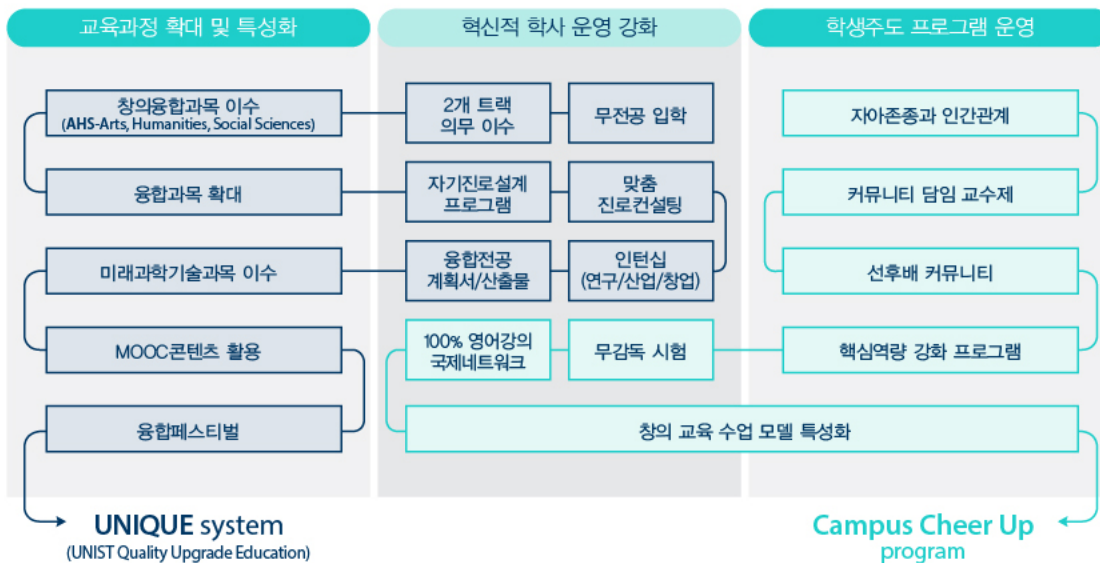 교육과정 확대 및 특성화
혁신적 학사 운영 강화
학생주도 프로그램 운영
창의융합과목 이수
(AHS-Arts, Humanities, Social Sciences)
2개 트랙
의무 이수
무전공 입학
자아존종과 인간관계
융합과목 확대
자기진로설계
프로그램
맞춤
진로컨설팅
커뮤니티 담임 교수제
미래과학기술과목 이수
융합전공
계획서/산출물
인턴십
(연구/산업/창업)
선후배 커뮤니티
MOOC콘텐츠 활용
100% 영어강의
국제네트워크
무감독 시험
핵심역량 강화 프로그램
융합페스티벌
창의 교육 수업 모델 특성화
UNIQUE system
(UNIST Quality Upgrade Education)
Campus Cheer Up
program